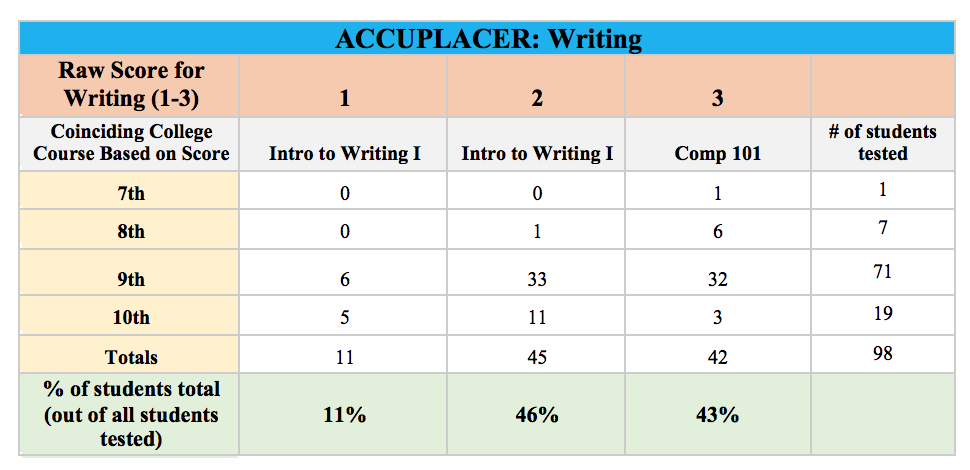 ACCUPLACER: Writing
Raw Score for
Writing (1-3) 1 2 3
Coinciding College
Course Based on Score Intro to Writing I Intro to Writing I Comp 101 # of students
tested
7th 0 0 1 1
8th 0 1 6 7
9th 6 33 32 71
10th 5 11 3 19
Totals 11 45 42 98
% of students total
(out of all students
tested) 11% 46% 43%